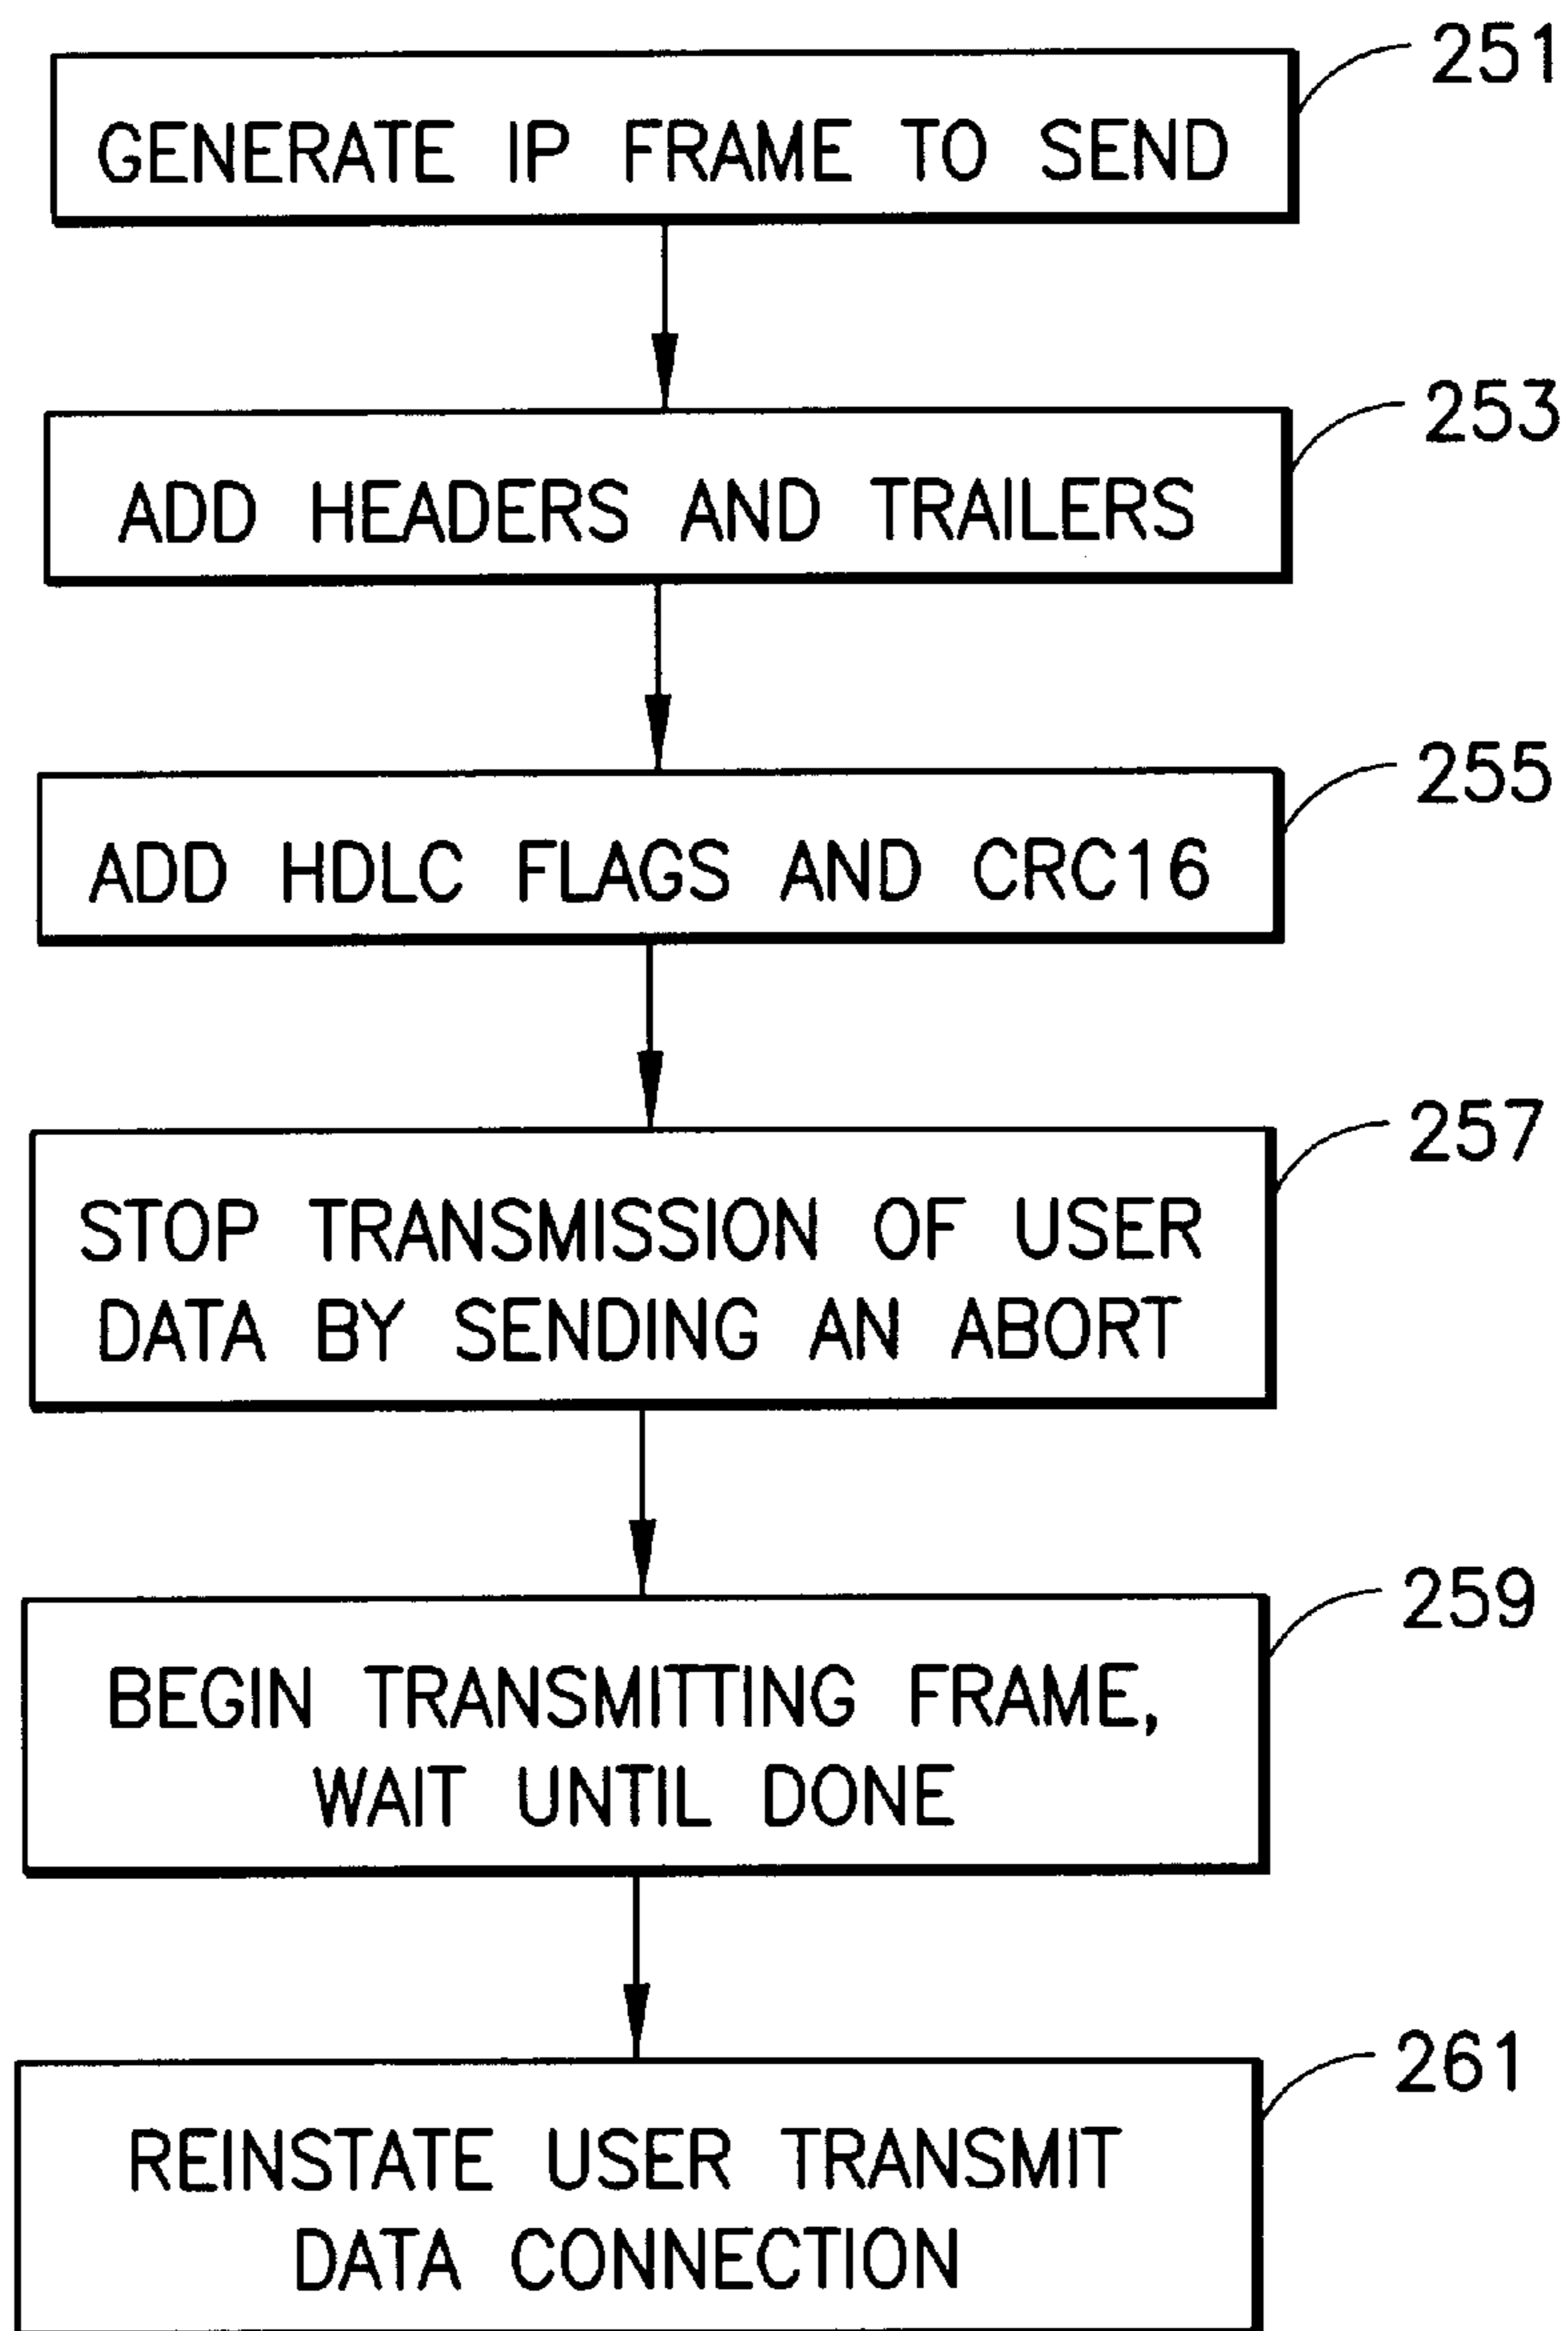 251
GENERATE IP FRAME TO SEND
253
ADD HEADERS AND TRAILERS
255
ADD HDLC FLAGS AND CRC16
257
STOP TRANSMISSION OF USER
DATA BY SENDING AN ABORT
259
BEGIN TRANSMITTING FRAME,
WAIT UNTIL DONE
261
REINSTATE USER TRANSMIT
DATA CONNECTION